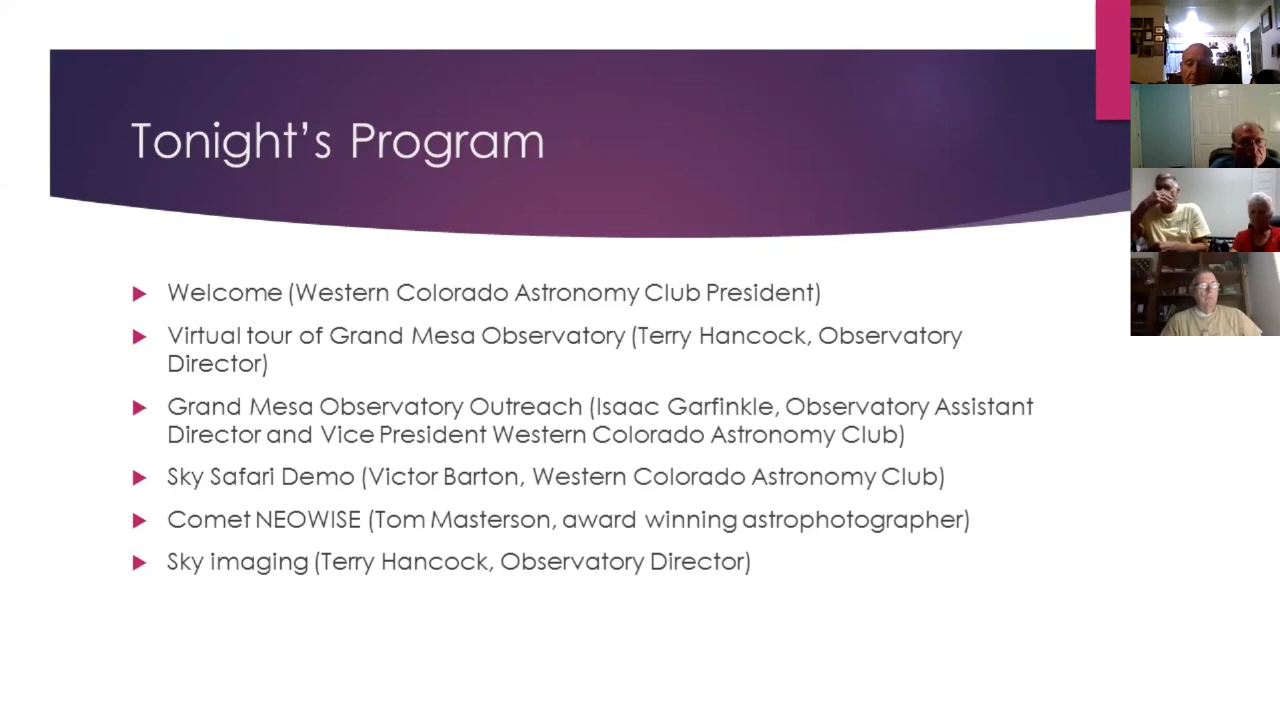 Tonight's Program
Welcome (Western Colorado Astronomy Club President)
Virtual tour of Grand Mesa Observatory (Terry Hancock, Observatory
Director)
Grand Mesa Observatory Outreach (Isaac Garfinkle, Observatory Assistant
Director and Vice President Western Colorado Astronomy Club)
Sky Safari Demo (Victor Barton, Western Colorado Astronomy Club)
Comet NEOWISE (Tom Masterson, award winning astrophotographer)
Sky imaging (Terry Hancock, Observatory Director)